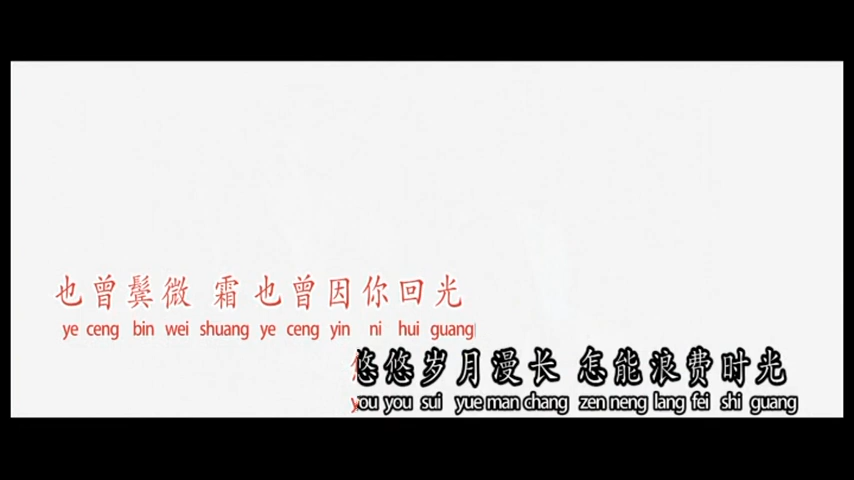 也曾鬓微 霜 也曾因你回光
ye ceng bin wei shuang ye ceng yin ni hui guang
悠悠岁月漫长 怎能浪费时光
you you sui yue man chang zen neng lang fei shi guang